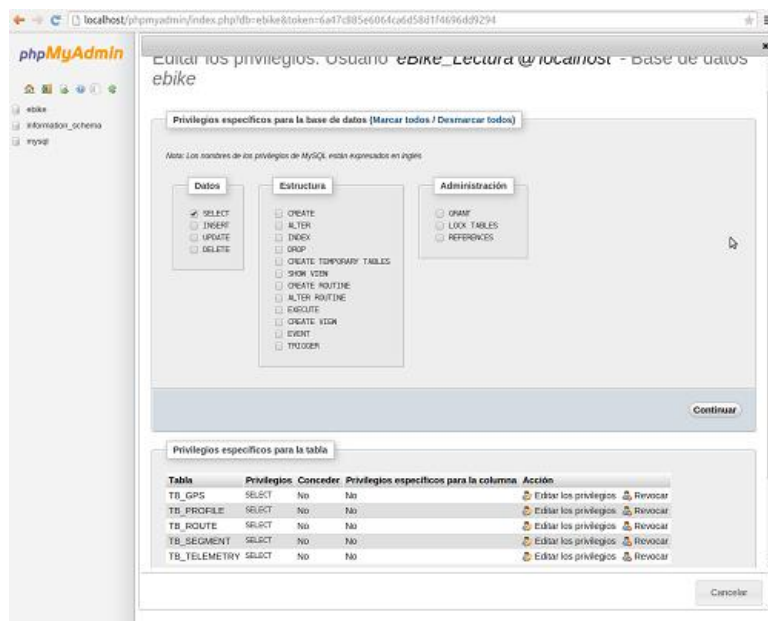 localhost/phpmyadmin/index.php?db=ebike&token=6a47c885e6064ca6d58d1f4696dd9294
phpMyAdmin
ebike
information_schema
mysql
Editar los privilegios: Usuario 'eBike_Lectura'@'localhost' - Base de datos
ebike
Privilegios específicos para la base de datos (Marcar todos / Desmarcar todos)
Nota: Los nombres de los privilegios de MySQL están expresados en inglés
Datos
SELECT
INSERT
UPDATE
DELETE
Estructura
CREATE
ALTER
INDEX
DROP
CREATE TEMPORARY TABLES
SHOW VIEW
CREATE ROUTINE
ALTER ROUTINE
EXECUTE
CREATE VIEW
EVENT
TRIGGER
Administración
GRANT
LOCK TABLES
REFERENCES
Continuar
Privilegios específicos para la tabla
Tabla Privilegios Conceder Privilegios específicos para la columna Acción
TB_GPS SELECT No No Editar los privilegios Revocar
TB_PROFILE SELECT No No Editar los privilegios Revocar
TB_ROUTE SELECT No No Editar los privilegios Revocar
TB_SEGMENT SELECT No No Editar los privilegios Revocar
TB_TELEMETRY SELECT No No Editar los privilegios Revocar
Cancelar